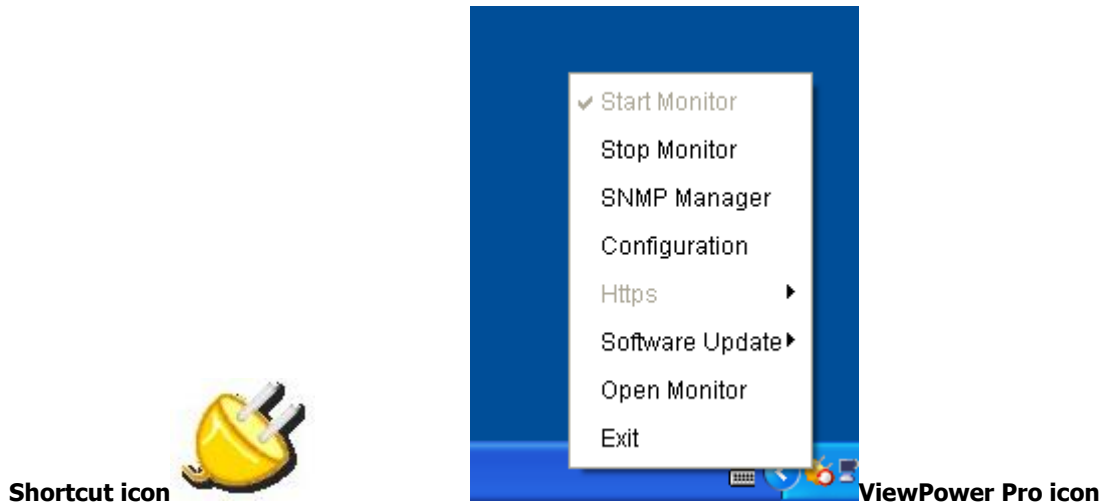 Start Monitor
Stop Monitor
SNMP Manager
Configuration
Https
Software Update
Open Monitor
Exit
Shortcut icon
ViewPower Pro icon